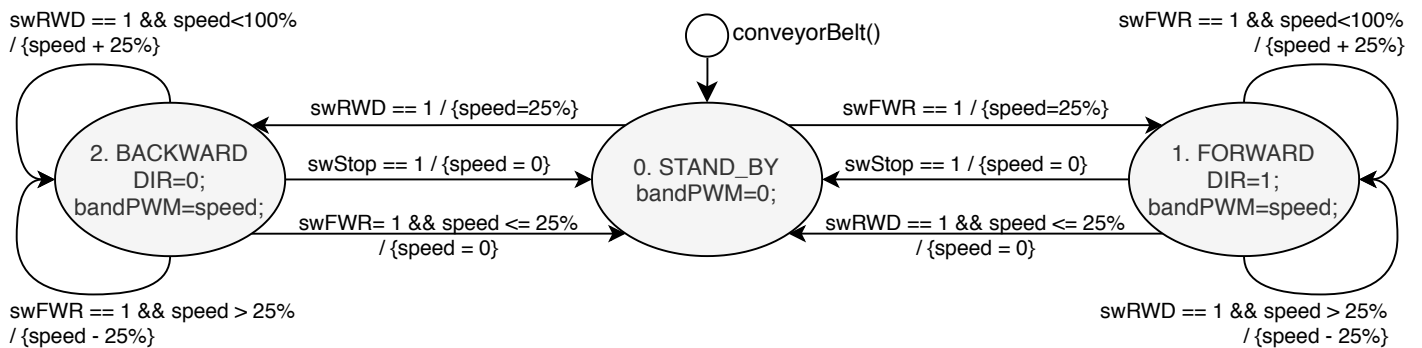 swRWD == 1 && speed<100%
/ {speed + 25%}
conveyorBelt()
swFWR == 1 && speed<100%
/ {speed + 25%}
swRWD == 1 / {speed=25%}
swFWR == 1 / {speed=25%}
2. BACKWARD
DIR=0;
bandPWM=speed;
swStop == 1 / {speed = 0}
0. STAND_BY
bandPWM=0;
swStop == 1 / {speed = 0}
1. FORWARD
DIR=1;
bandPWM=speed;
swFWR= 1 && speed <= 25%
/ {speed = 0}
swRWD == 1 && speed <= 25%
/ {speed = 0}
swFWR == 1 && speed > 25%
/ {speed - 25%}
swRWD == 1 && speed > 25%
/ {speed - 25%}